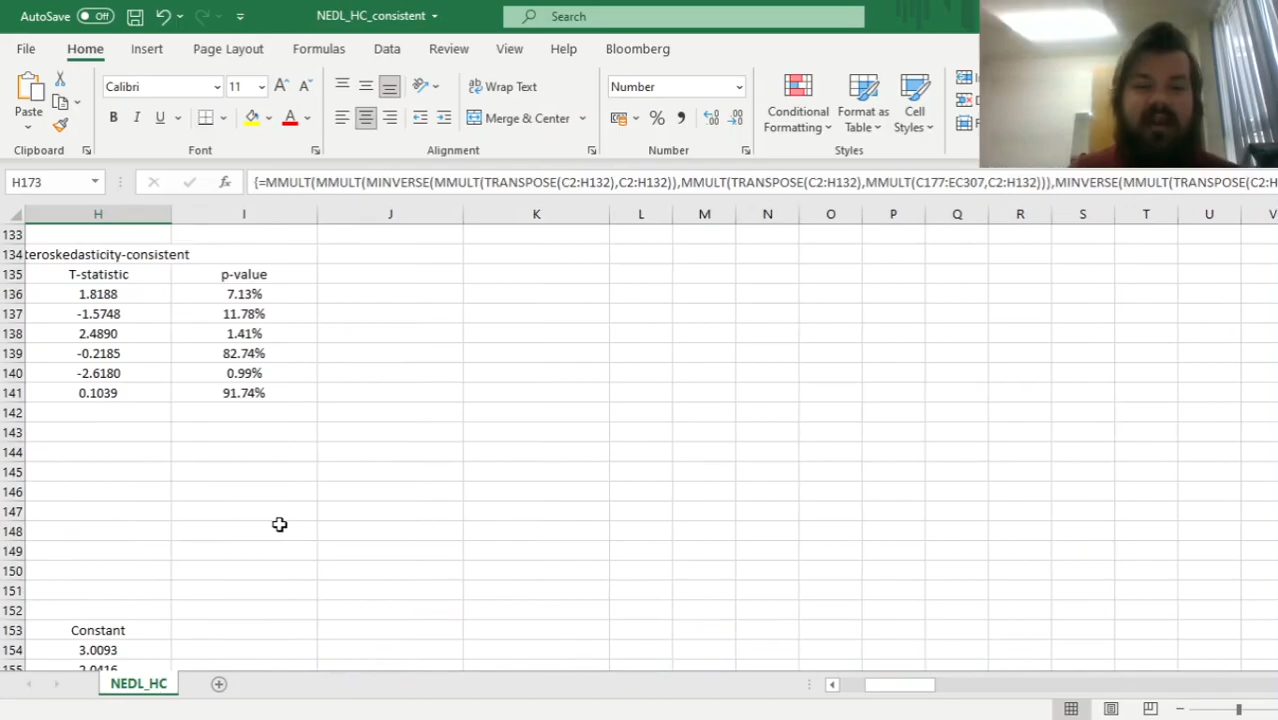 AutoSave Off NEDL_HC_consistent Search
File Home Insert Page Layout Formulas Data Review View Help Bloomberg
Paste Calibri 11 Wrap Text Number Conditional Formatting Format as Table Cell Styles
B I U A Merge & Center % ,
Clipboard Font Alignment Number Styles
H173 fx {=MMULT(MMULT(MINVERSE(MMULT(TRANSPOSE(C2:H132),C2:H132)),MMULT(TRANSPOSE(C2:H132),MMULT(C177:EC307,C2:H132))),MINVERSE(MMULT(TRANSPOSE(C2:H
H I J K L M N O P Q R S T U V
133
134 teroskedasticity-consistent
135 T-statistic p-value
136 1.8188 7.13%
137 -1.5748 11.78%
138 2.4890 1.41%
139 -0.2185 82.74%
140 -2.6180 0.99%
141 0.1039 91.74%
142
143
144
145
146
147
148
149
150
151
152
153 Constant
154 3.0093
155 2.0416
NEDL_HC